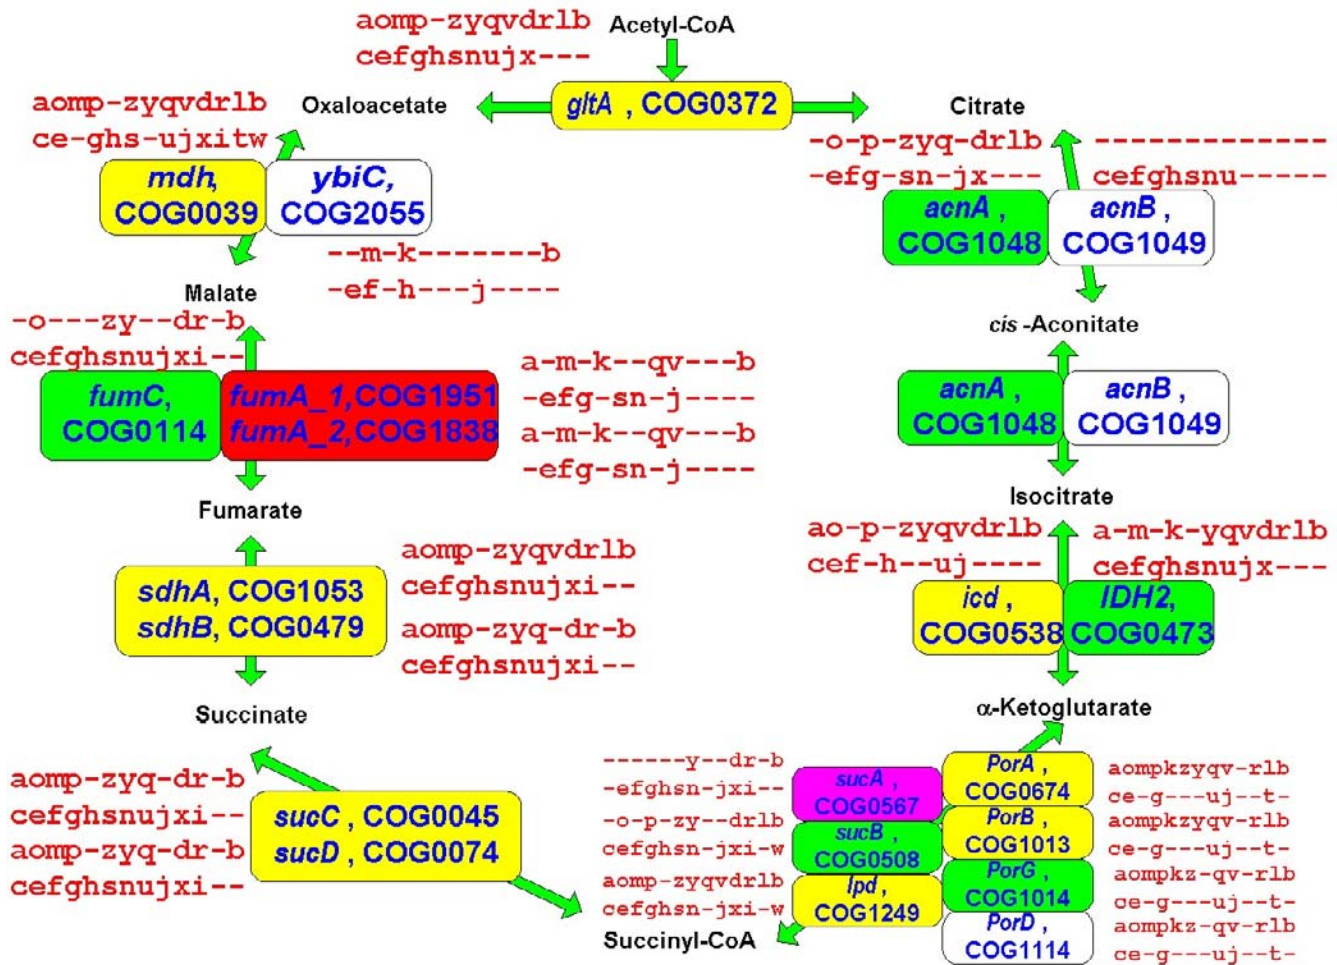 aomp-zyqvdrlb
cefghsnujx---
Acetyl-CoA
aomp-zyqvdrlb
ce-ghs-ujxitw
Oxaloacetate
gltA , COG0372
Citrate
-o-p-zyq-drlb
-efg-sn-jx---
-------------
cefghsnu-----
mdh,
COG0039
ybiC,
COG2055
acnA ,
COG1048
acnB ,
COG1049
--m-k-------b
-ef-h---j----
Malate
cis -Aconitate
-o---zy--dr-b
cefghsnujxi--
fumC,
COG0114
fumA_1,COG1951
fumA_2,COG1838
a-m-k--qv---b
-efg-sn-j----
a-m-k--qv---b
-efg-sn-j----
acnA ,
COG1048
acnB ,
COG1049
Fumarate
Isocitrate
ao-p-zyqvdrlb
cef-h--uj----
a-m-k-yqvdrlb
cefghsnujx---
sdhA, COG1053
sdhB, COG0479
aomp-zyqvdrlb
cefghsnujxi--
aomp-zyq-dr-b
cefghsnujxi--
icd ,
COG0538
IDH2,
COG0473
Succinate
α-Ketoglutarate
aomp-zyq-dr-b
cefghsnujxi--
aomp-zyq-dr-b
cefghsnujxi--
sucC , COG0045
sucD , COG0074
------y--dr-b
-efghsn-jxi--
-o-p-zy--drlb
cefghsn-jxi-w
aomp-zyqvdrlb
cefghsn-jxi-w
sucA ,
COG0567
sucB ,
COG0508
lpd ,
COG1249
PorA ,
COG0674
PorB ,
COG1013
PorG ,
COG1014
PorD ,
COG1114
aompkzyqv-rlb
ce-g---uj--t-
aompkzyqv-rlb
ce-g---uj--t-
aompkz-qv-rlb
ce-g---uj--t-
aompkz-qv-rlb
ce-g---uj--t-
Succinyl-CoA